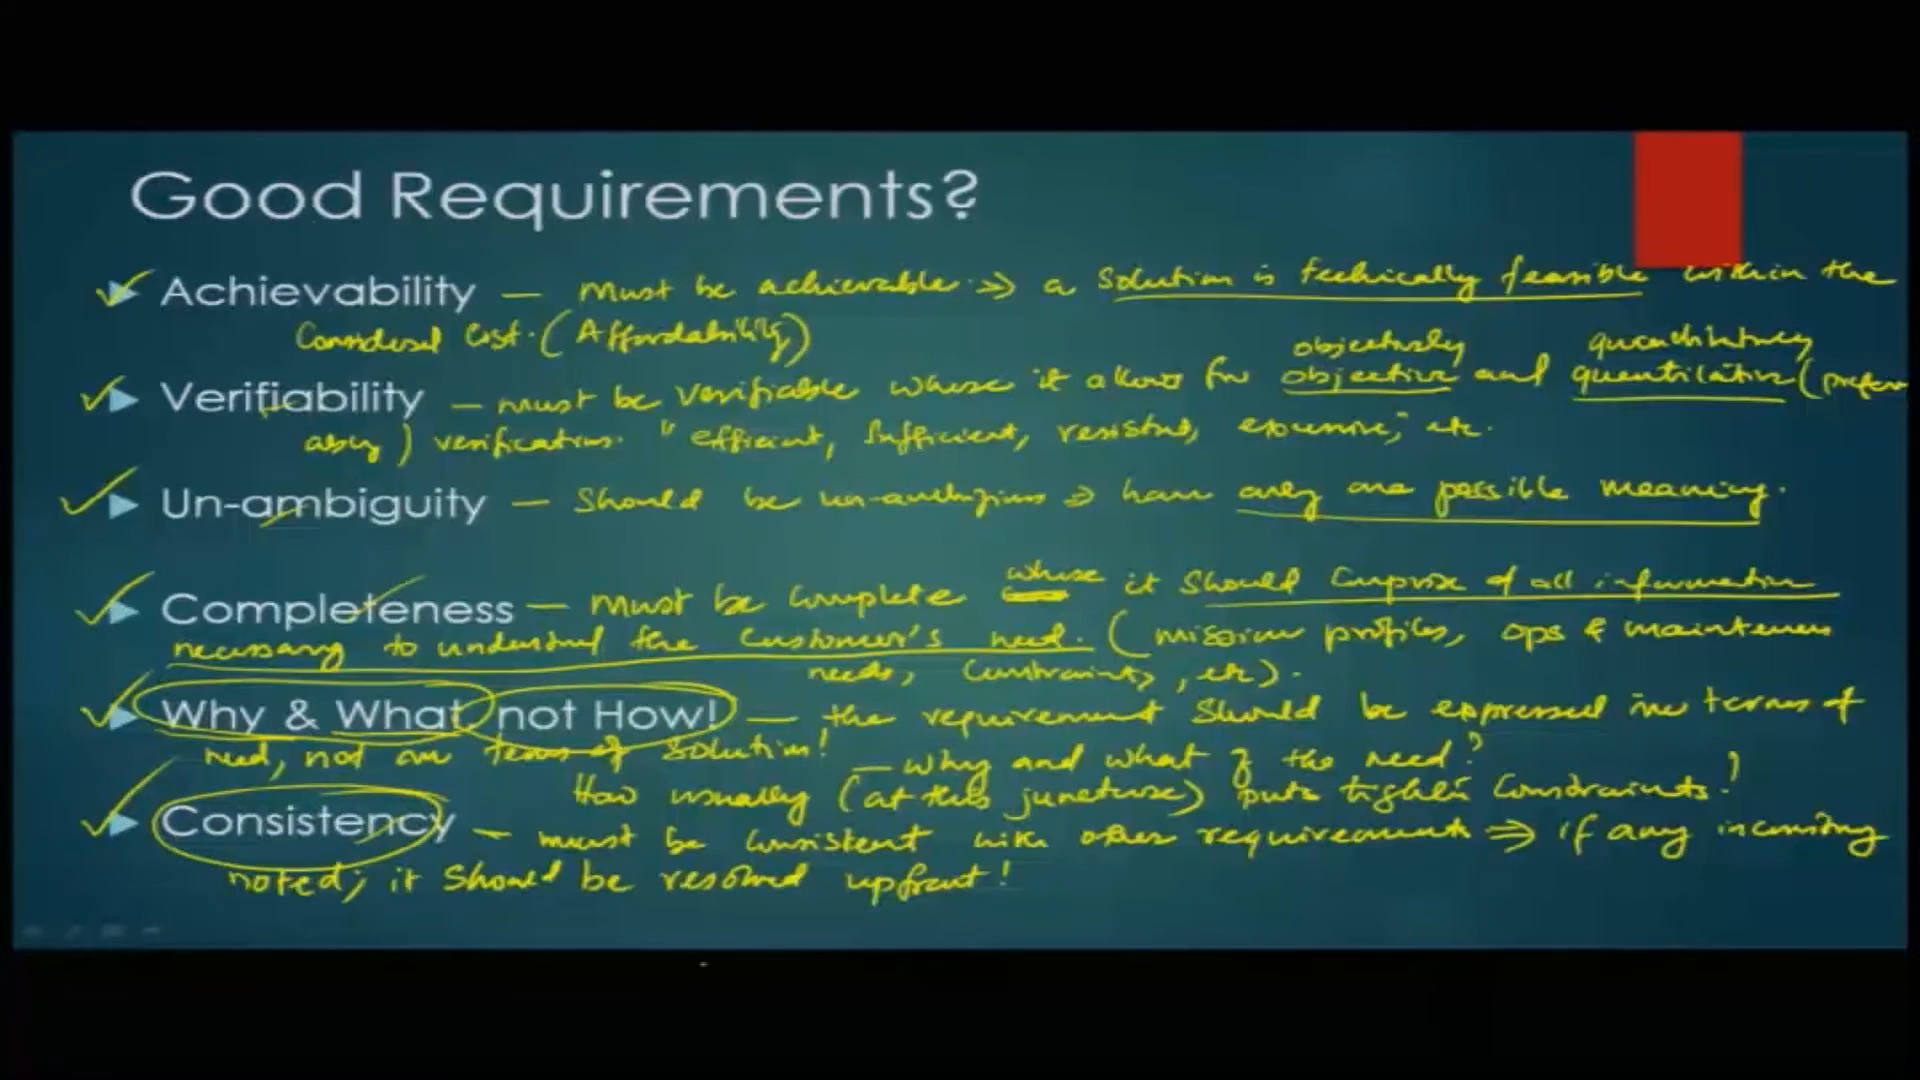 Good Requirements?
Achievability — Must be achievable ⇒ a solution is technically feasible within the
Considered Cost. (Affordability)
objectively quantitatively
Verifiability — must be verifiable whose it allows for objective and quantitative (prefer
ably) verification. "efficient, sufficient, resistant, expensive," etc.
Un-ambiguity — Should be un-ambiguous ⇒ have only one possible meaning.
Completeness — Must be complete whose it should comprise of all information
necessary to understand the customer's need. (mission profiles, ops & maintenance
needs, constraints, etc).
Why & What, not How! — the requirement should be expressed in terms of
need, not in terms of solution!
— why and what of the need?
How usually (at this juncture) puts tighter constraints!
Consistency — must be consistent with other requirements ⇒ if any
noted; it should be resolved upfront!